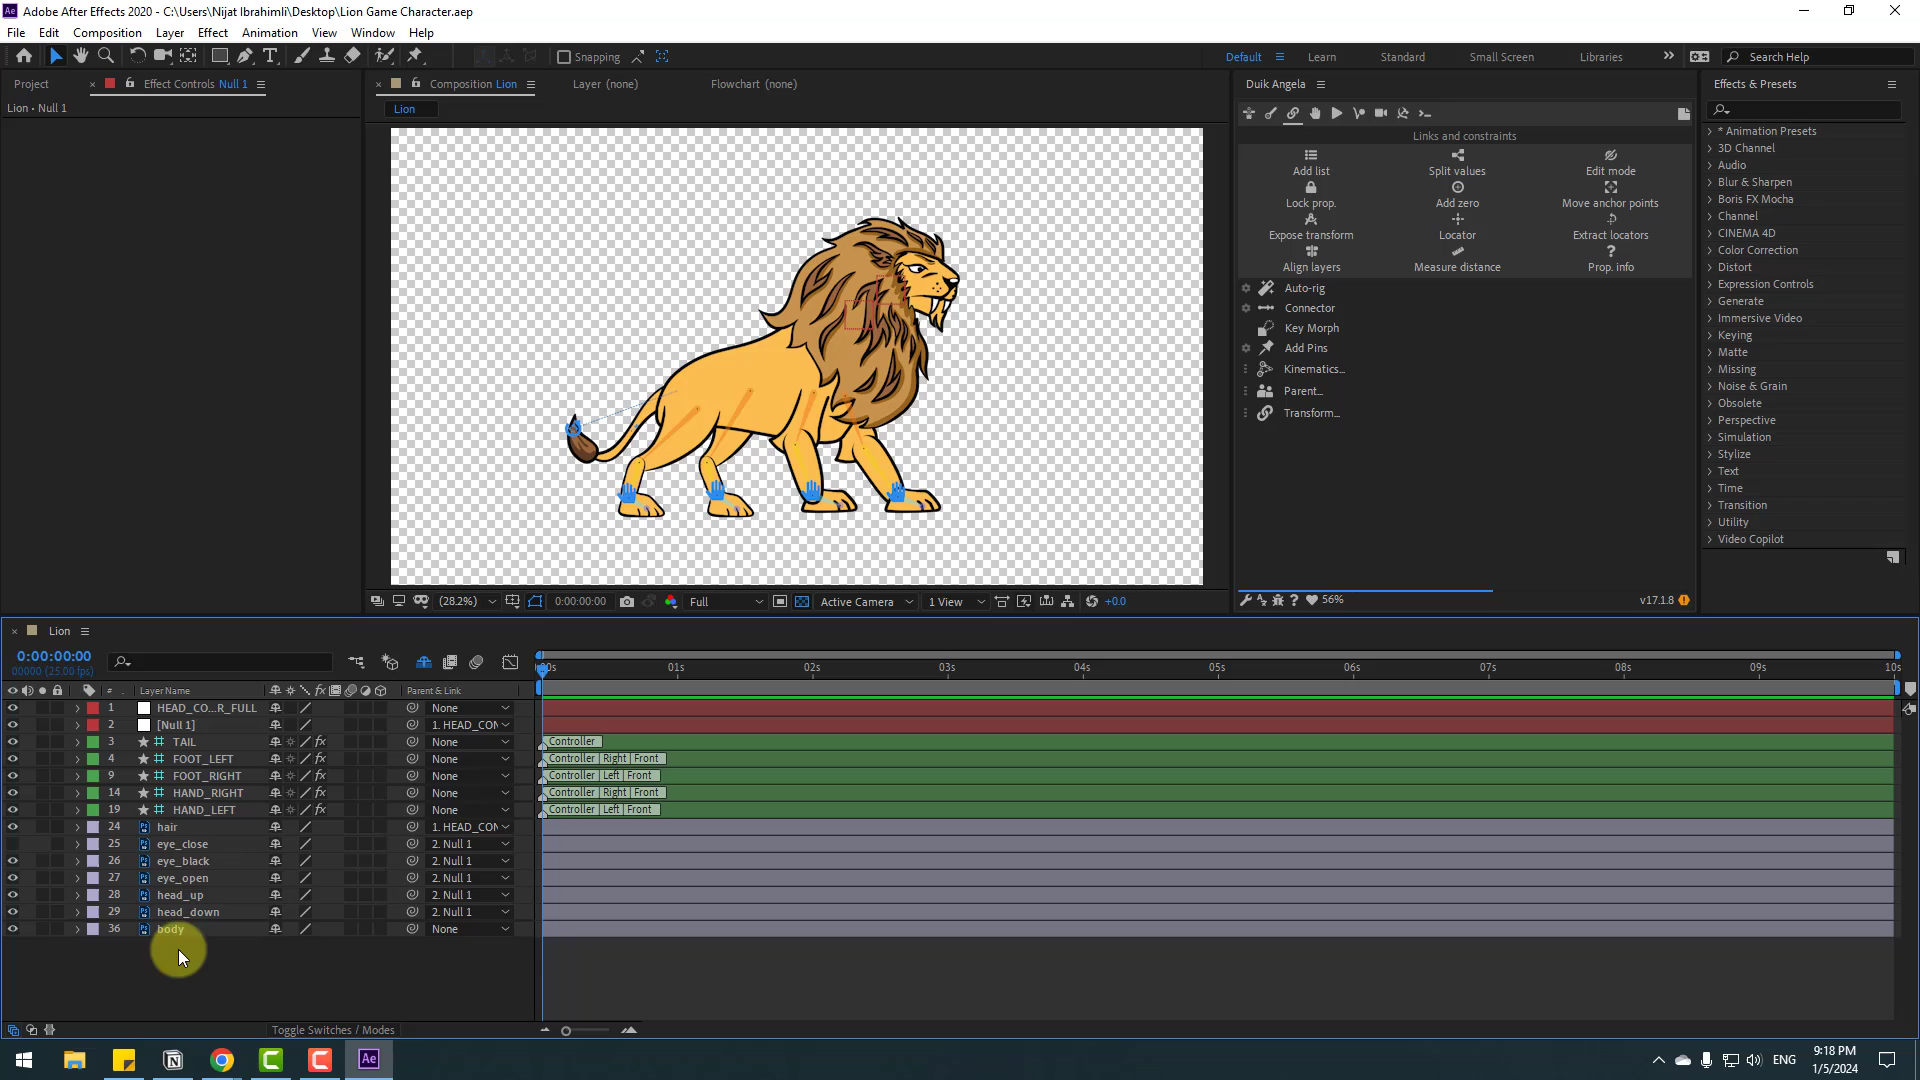 Adobe After Effects 2020 - C:\Users\Nijat Ibrahimli\Desktop\Lion Game Character.aep
File Edit Composition Layer Effect Animation View Window Help
Snapping
Default Learn Standard Small Screen Libraries Search Help
Project Effect Controls Null 1
Composition Lion Layer (none) Flowchart (none)
Duik Angela
Effects & Presets
Lion • Null 1
Lion
Links and constraints
Add list Split values Edit mode
Lock prop. Add zero Move anchor points
Expose transform Locator Extract locators
Align layers Measure distance Prop. info
Auto-rig
Connector
Key Morph
Add Pins
Kinematics...
Parent...
Transform...
* Animation Presets
3D Channel
Audio
Blur & Sharpen
Boris FX Mocha
Channel
CINEMA 4D
Color Correction
Distort
Expression Controls
Generate
Immersive Video
Keying
Matte
Missing
Noise & Grain
Obsolete
Perspective
Simulation
Stylize
Text
Time
Transition
Utility
Video Copilot
(28.2%) 0:00:00:00 Full Active Camera 1 View +0.0
56% v17.1.8
Lion
0:00:00:00
00000 (25.00 fps)
00s 01s 02s 03s 04s 05s 06s 07s 08s 09s 10s
# Layer Name fx Parent & Link
1 HEAD_CO...R_FULL None
2 [Null 1] 1. HEAD_CON
3 TAIL fx None Controller
4 FOOT_LEFT fx None Controller | Right | Front
9 FOOT_RIGHT fx None Controller | Left | Front
14 HAND_RIGHT fx None Controller | Right | Front
19 HAND_LEFT fx None Controller | Left | Front
24 hair 1. HEAD_CON
25 eye_close 2. Null 1
26 eye_black 2. Null 1
27 eye_open 2. Null 1
28 head_up 2. Null 1
29 head_down 2. Null 1
36 body None
Toggle Switches / Modes
Ae
ENG
9:18 PM
1/5/2024